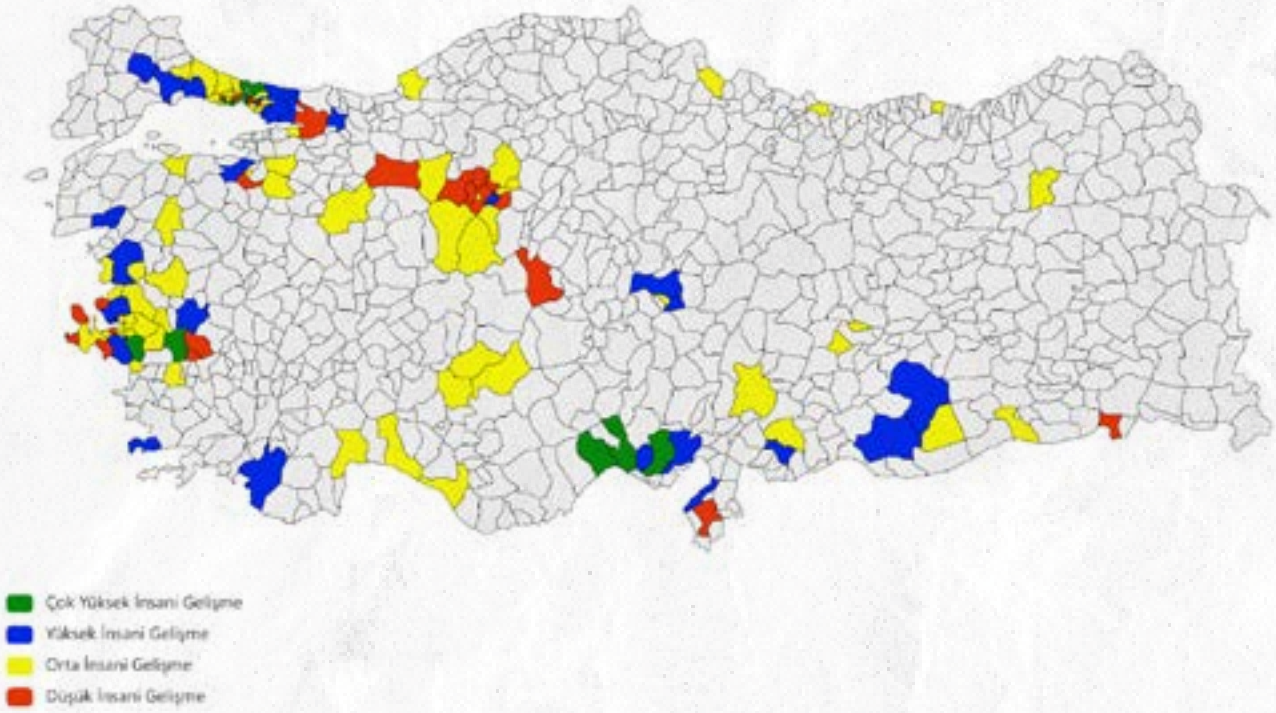 Çok Yüksek İnsani Gelişme
Yüksek İnsani Gelişme
Orta İnsani Gelişme
Düşük İnsani Gelişme